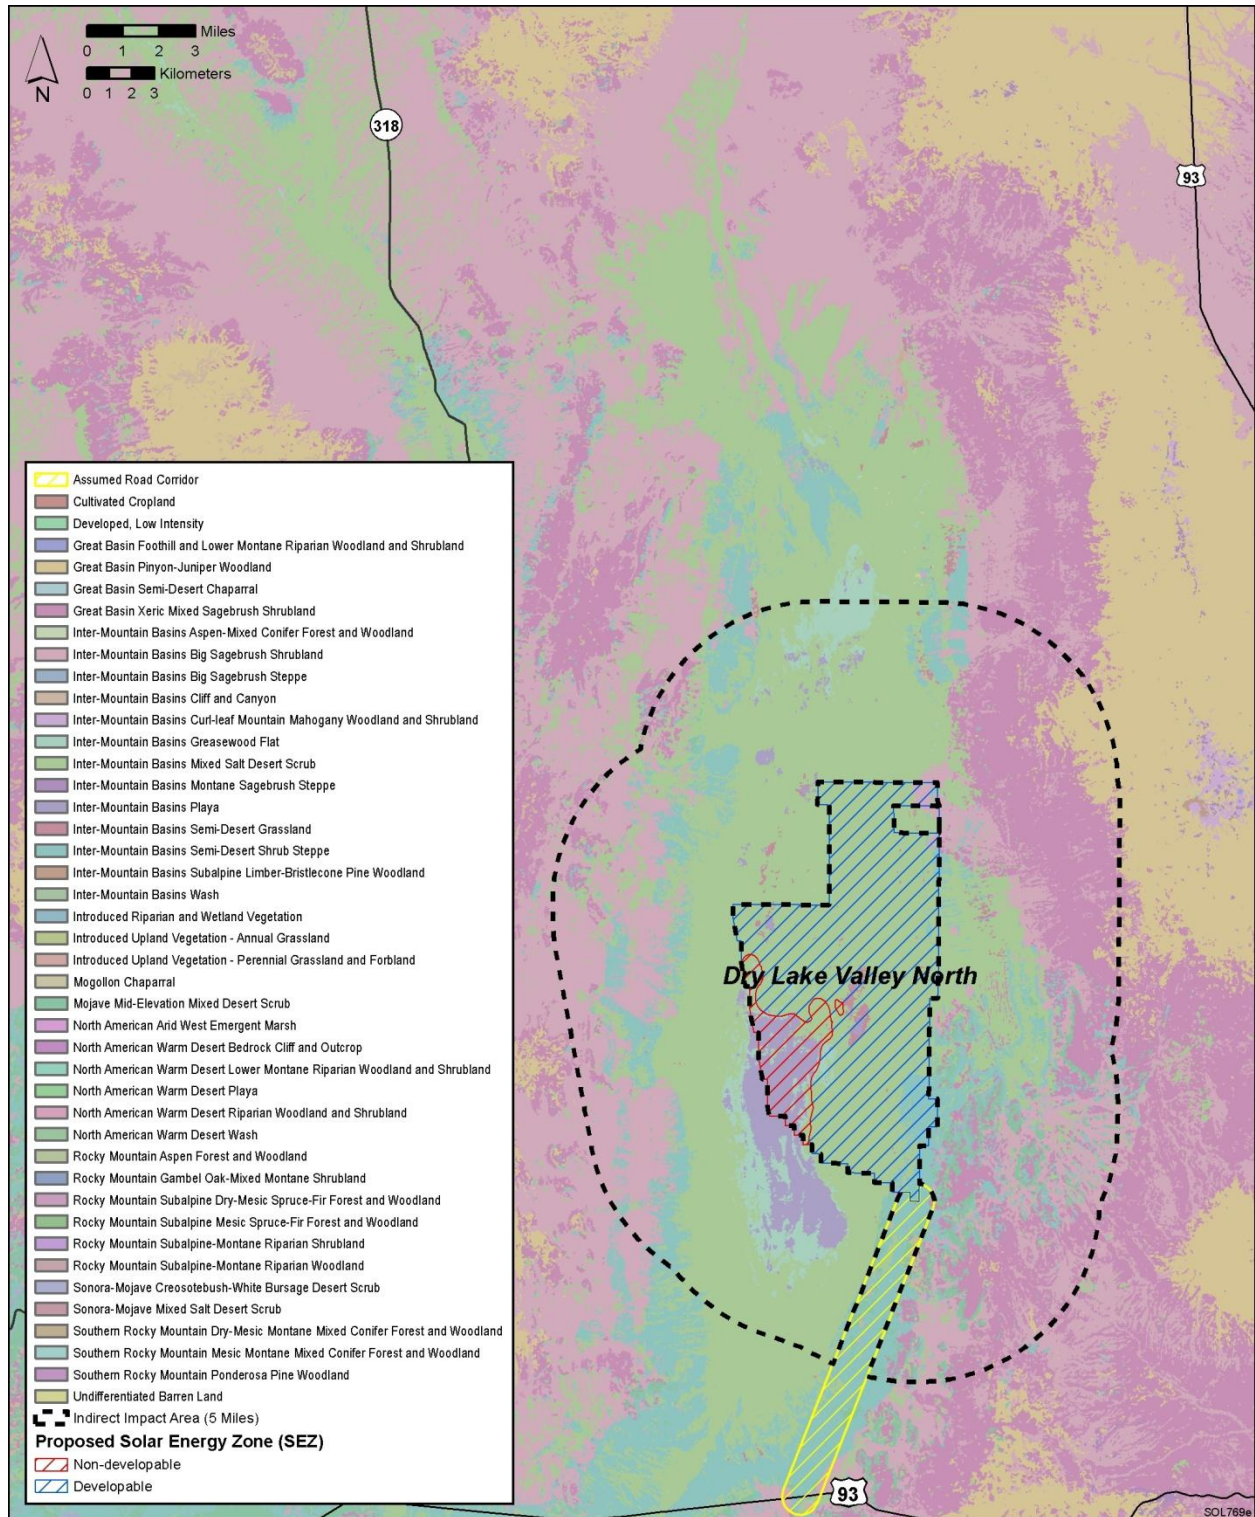 Miles
0 1 2 3
Kilometers
0 1 2 3
N
318
93
Assumed Road Corridor
Cultivated Cropland
Developed, Low Intensity
Great Basin Foothill and Lower Montane Riparian Woodland and Shrubland
Great Basin Pinyon-Juniper Woodland
Great Basin Semi-Desert Chaparral
Great Basin Xeric Mixed Sagebrush Shrubland
Inter-Mountain Basins Aspen-Mixed Conifer Forest and Woodland
Inter-Mountain Basins Big Sagebrush Shrubland
Inter-Mountain Basins Big Sagebrush Steppe
Inter-Mountain Basins Cliff and Canyon
Inter-Mountain Basins Curl-leaf Mountain Mahogany Woodland and Shrubland
Inter-Mountain Basins Greasewood Flat
Inter-Mountain Basins Mixed Salt Desert Scrub
Inter-Mountain Basins Montane Sagebrush Steppe
Inter-Mountain Basins Playa
Inter-Mountain Basins Semi-Desert Grassland
Inter-Mountain Basins Semi-Desert Shrub Steppe
Inter-Mountain Basins Subalpine Limber-Bristlecone Pine Woodland
Inter-Mountain Basins Wash
Introduced Riparian and Wetland Vegetation
Introduced Upland Vegetation - Annual Grassland
Introduced Upland Vegetation - Perennial Grassland and Forbland
Mogollon Chaparral
Mojave Mid-Elevation Mixed Desert Scrub
North American Arid West Emergent Marsh
North American Warm Desert Bedrock Cliff and Outcrop
North American Warm Desert Lower Montane Riparian Woodland and Shrubland
North American Warm Desert Playa
North American Warm Desert Riparian Woodland and Shrubland
North American Warm Desert Wash
Rocky Mountain Aspen Forest and Woodland
Rocky Mountain Gambel Oak-Mixed Montane Shrubland
Rocky Mountain Subalpine Dry-Mesic Spruce-Fir Forest and Woodland
Rocky Mountain Subalpine Mesic Spruce-Fir Forest and Woodland
Rocky Mountain Subalpine-Montane Riparian Shrubland
Rocky Mountain Subalpine-Montane Riparian Woodland
Sonora-Mojave Creosotebush-White Bursage Desert Scrub
Sonora-Mojave Mixed Salt Desert Scrub
Southern Rocky Mountain Dry-Mesic Montane Mixed Conifer Forest and Woodland
Southern Rocky Mountain Mesic Montane Mixed Conifer Forest and Woodland
Southern Rocky Mountain Ponderosa Pine Woodland
Undifferentiated Barren Land
Indirect Impact Area (5 Miles)
Proposed Solar Energy Zone (SEZ)
Non-developable
Developable
Dry Lake Valley North
93
SOL769e